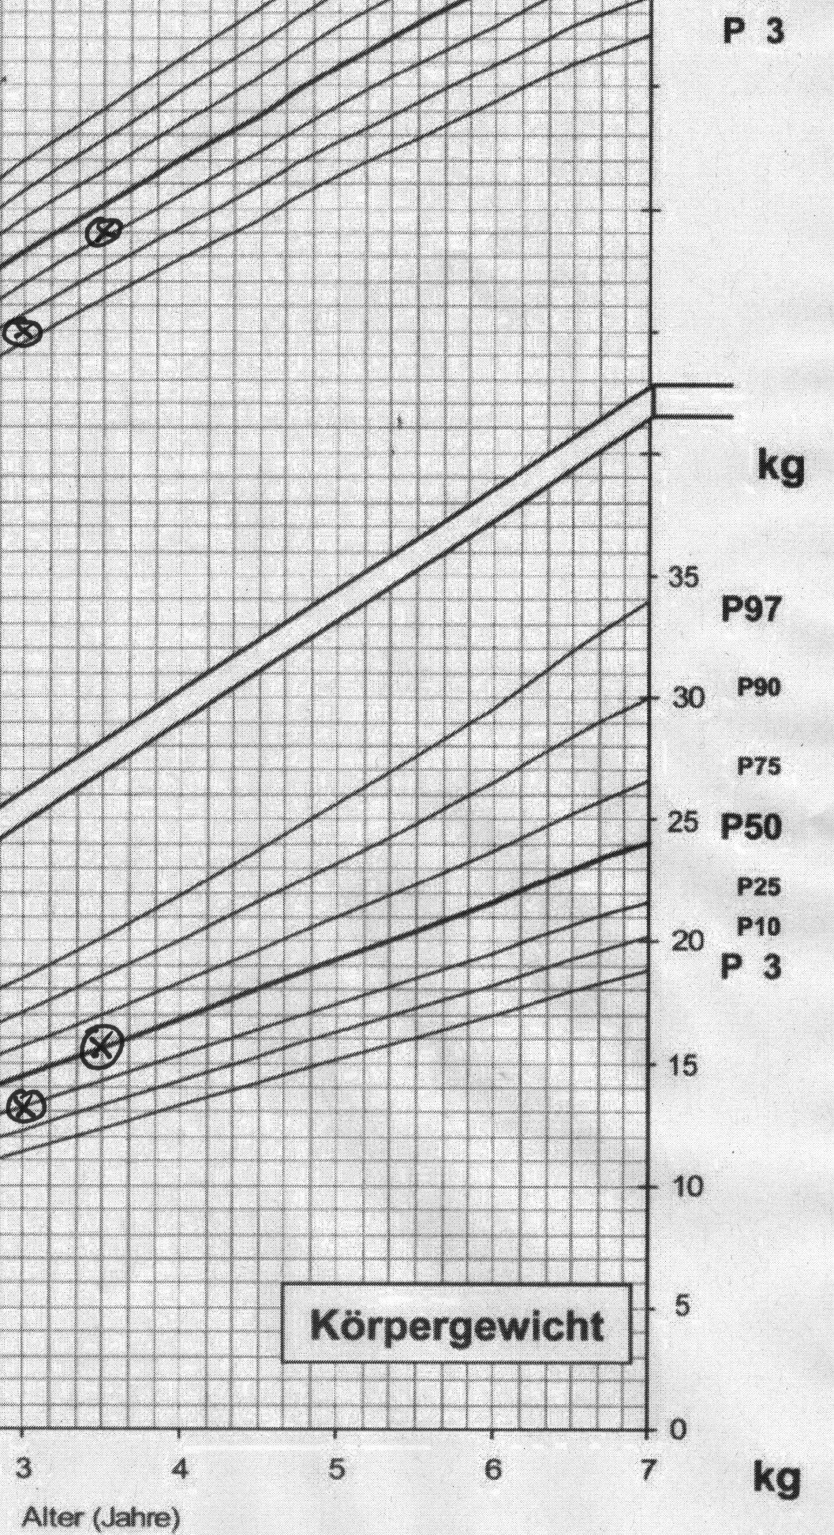 P 3
kg
35
P97
30
P90
P75
25
P50
P25
P10
20
P 3
15
10
5
Körpergewicht
0
3 4 5 6 7
kg
Alter (Jahre)